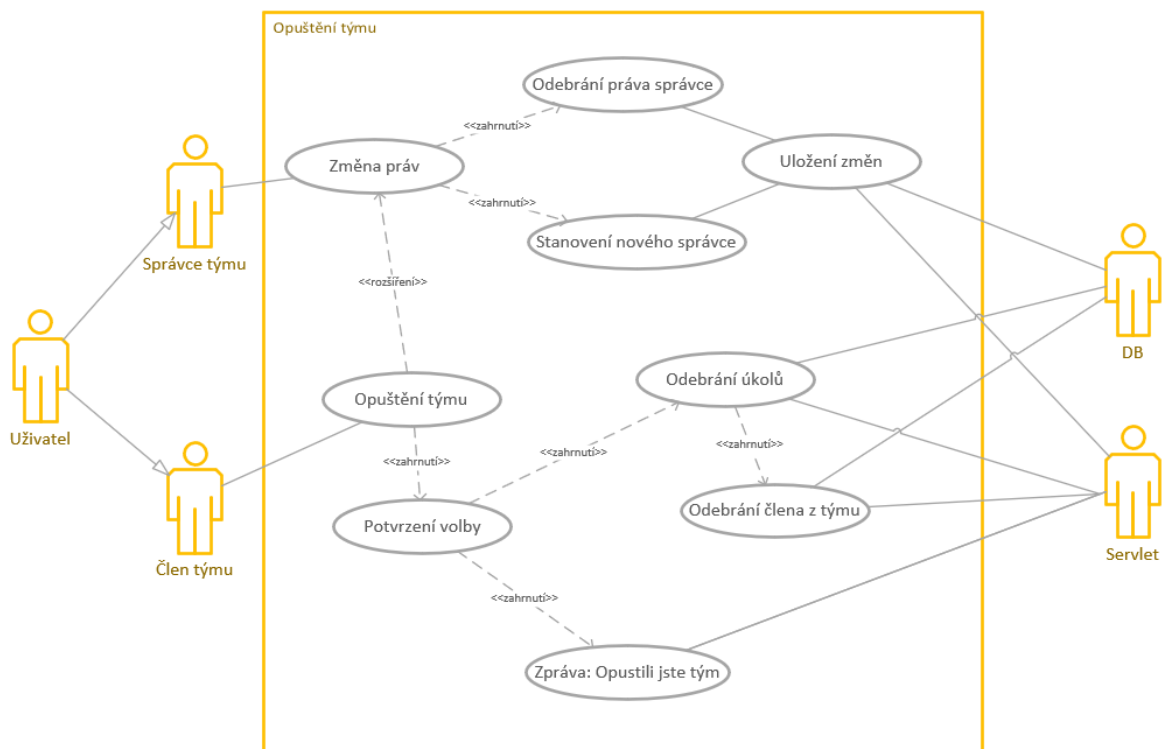 Opuštění týmu
Odebrání práva správce
<<zahrnutí>>
Změna práv
Uložení změn
<<zahrnutí>>
Stanovení nového správce
Správce týmu
<<rozšíření>>
DB
Odebrání úkolů
Opuštění týmu
Uživatel
<<zahrnutí>>
<<zahrnutí>>
<<zahrnutí>>
Odebrání člena z týmu
Potvrzení volby
Servlet
Člen týmu
<<zahrnutí>>
Zpráva: Opustili jste tým